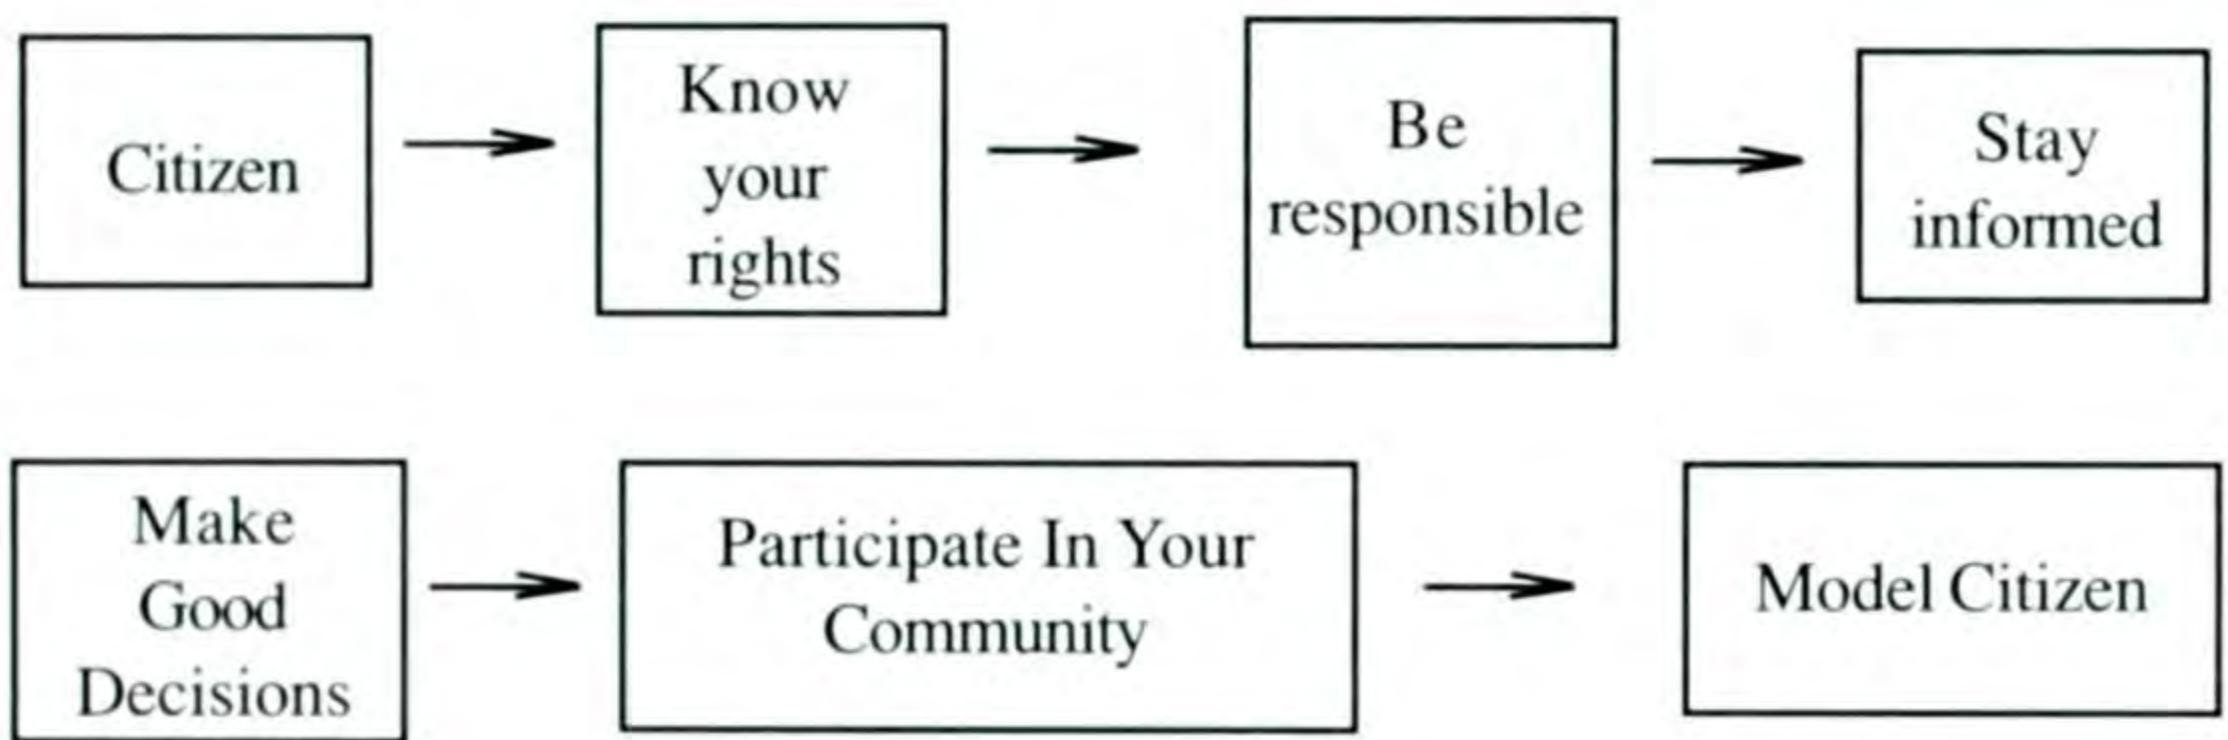 Citizen
Know
your
rights
Be
responsible
Stay
informed
Make
Good
Decisions
Participate In Your
Community
Model Citizen